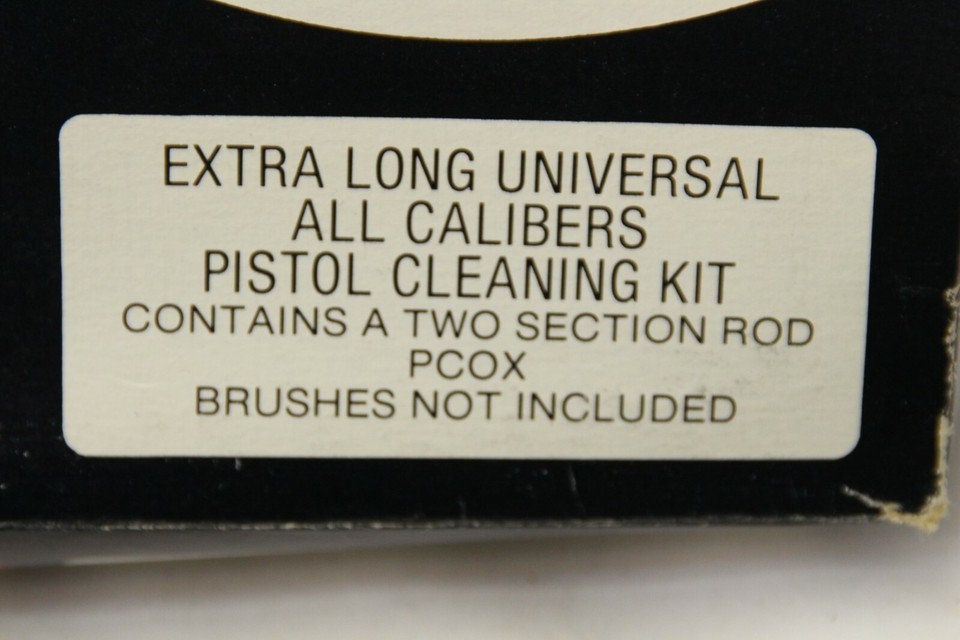 EXTRA LONG UNIVERSAL
ALL CALIBERS
PISTOL CLEANING KIT
CONTAINS A TWO SECTION ROD
PCOX
BRUSHES NOT INCLUDED